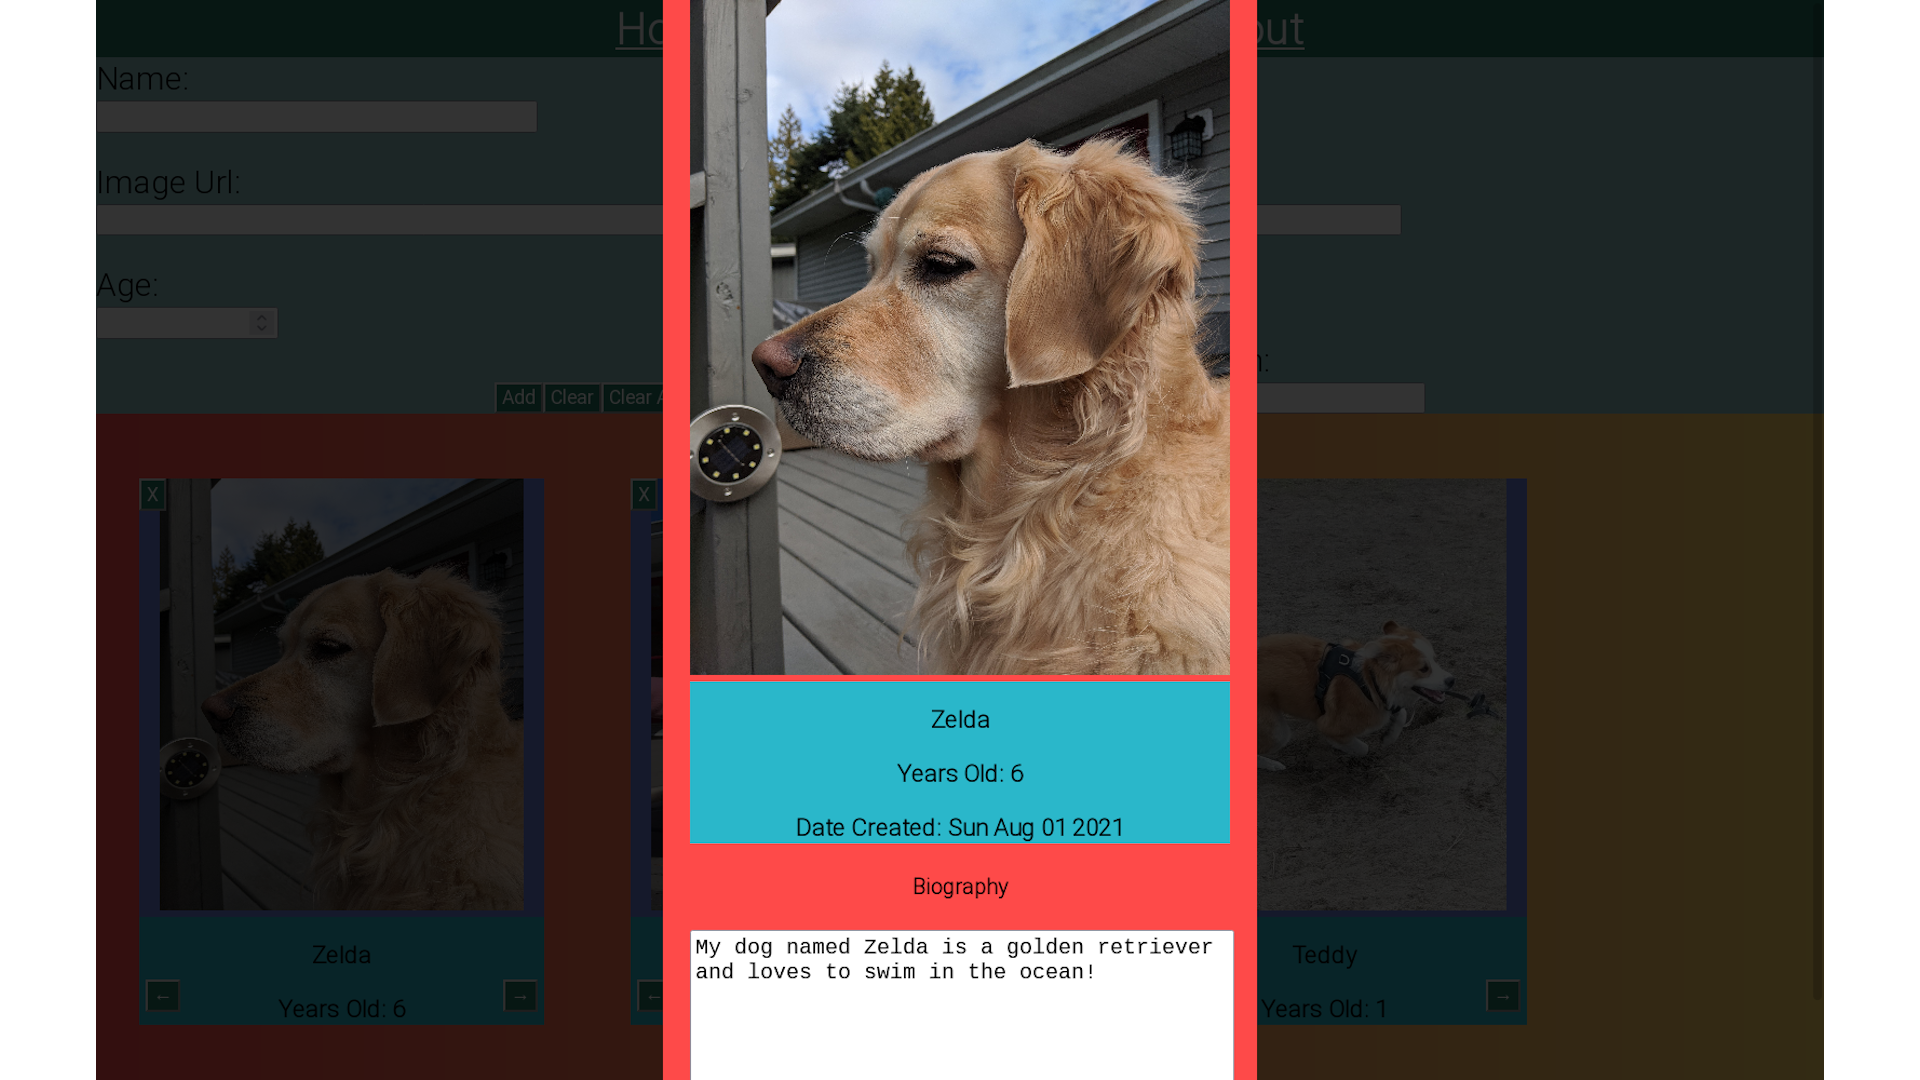 Name:
Image Url:
Age:
Add Clear Clear
X
X
Zelda
Years Old: 6
Date Created: Sun Aug 01 2021
Biography
My dog named Zelda is a golden retriever
and loves to swim in the ocean!
Zelda
← →
Years Old: 6
←
Teddy
→
Years Old: 1